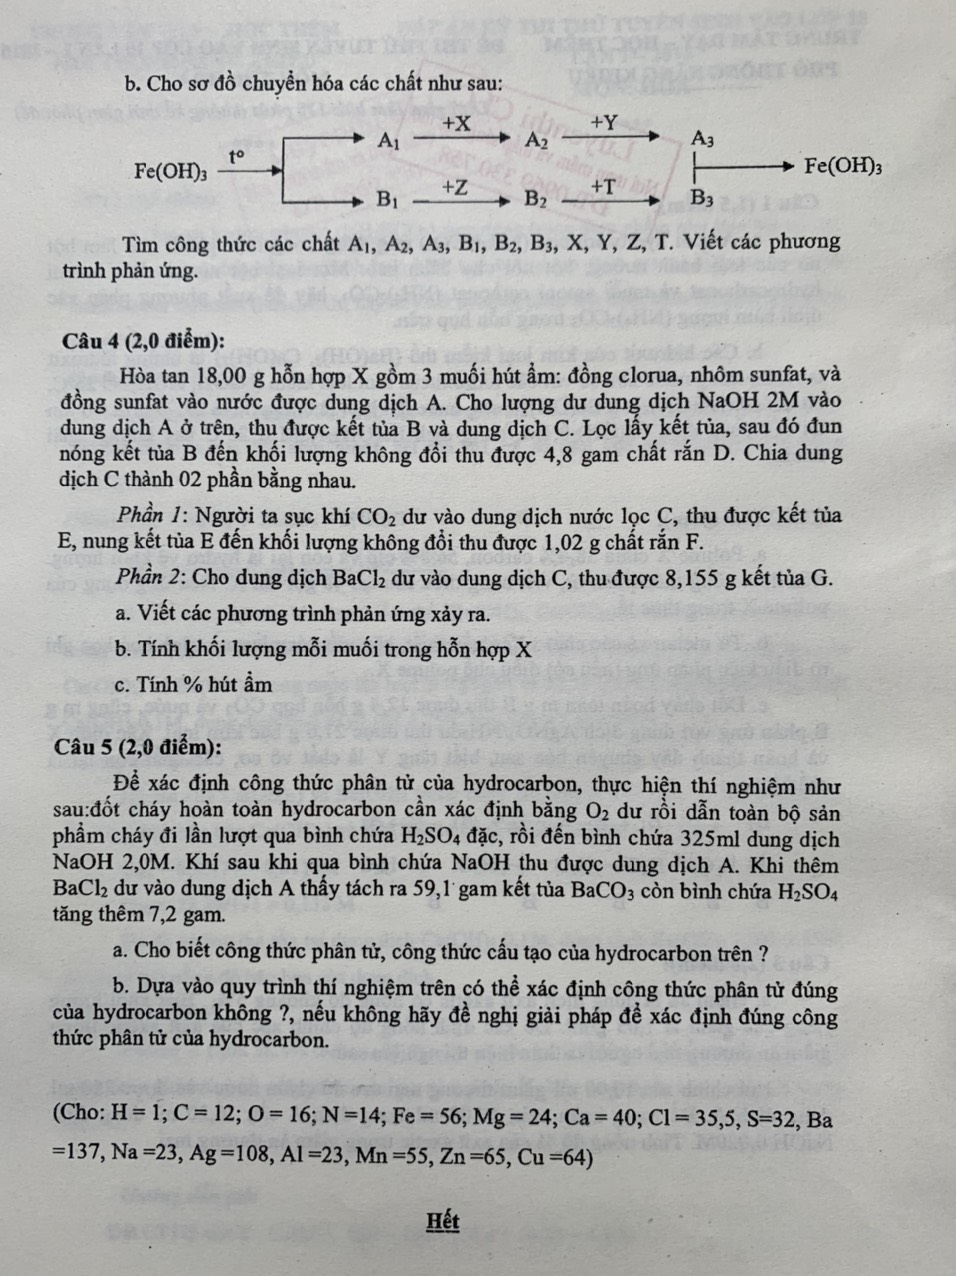 b. Cho sơ đồ chuyển hóa các chất như sau:
Fe(OH)₃ t° A₁ +X A₂ +Y A₃
B₁ +Z B₂ +T B₃ Fe(OH)₃
Tìm công thức các chất A₁, A₂, A₃, B₁, B₂, B₃, X, Y, Z, T. Viết các phương
trình phản ứng.
Câu 4 (2,0 điểm):
Hòa tan 18,00 g hỗn hợp X gồm 3 muối hút ẩm: đồng clorua, nhôm sunfat, và
đồng sunfat vào nước được dung dịch A. Cho lượng dư dung dịch NaOH 2M vào
dung dịch A ở trên, thu được kết tủa B và dung dịch C. Lọc lấy kết tủa, sau đó đun
nóng kết tủa B đến khối lượng không đổi thu được 4,8 gam chất rắn D. Chia dung
dịch C thành 02 phần bằng nhau.
Phần 1: Người ta sục khí CO₂ dư vào dung dịch nước lọc C, thu được kết tủa
E, nung kết tủa E đến khối lượng không đổi thu được 1,02 g chất rắn F.
Phần 2: Cho dung dịch BaCl₂ dư vào dung dịch C, thu được 8,155 g kết tủa G.
a. Viết các phương trình phản ứng xảy ra.
b. Tính khối lượng mỗi muối trong hỗn hợp X
c. Tính % hút ẩm
Câu 5 (2,0 điểm):
Để xác định công thức phân tử của hydrocarbon, thực hiện thí nghiệm như
sau:đốt cháy hoàn toàn hydrocarbon cần xác định bằng O₂ dư rồi dẫn toàn bộ sản
phẩm cháy đi lần lượt qua bình chứa H₂SO₄ đặc, rồi đến bình chứa 325ml dung dịch
NaOH 2,0M. Khí sau khi qua bình chứa NaOH thu được dung dịch A. Khi thêm
BaCl₂ dư vào dung dịch A thấy tách ra 59,1 gam kết tủa BaCO₃ còn bình chứa H₂SO₄
tăng thêm 7,2 gam.
a. Cho biết công thức phân tử, công thức cấu tạo của hydrocarbon trên ?
b. Dựa vào quy trình thí nghiệm trên có thể xác định công thức phân tử đúng
của hydrocarbon không ?, nếu không hãy đề nghị giải pháp để xác định đúng công
thức phân tử của hydrocarbon.
(Cho: H = 1; C = 12; O = 16; N =14; Fe = 56; Mg = 24; Ca = 40; Cl = 35,5, S=32, Ba
=137, Na =23, Ag =108, Al =23, Mn =55, Zn =65, Cu =64)
Hết